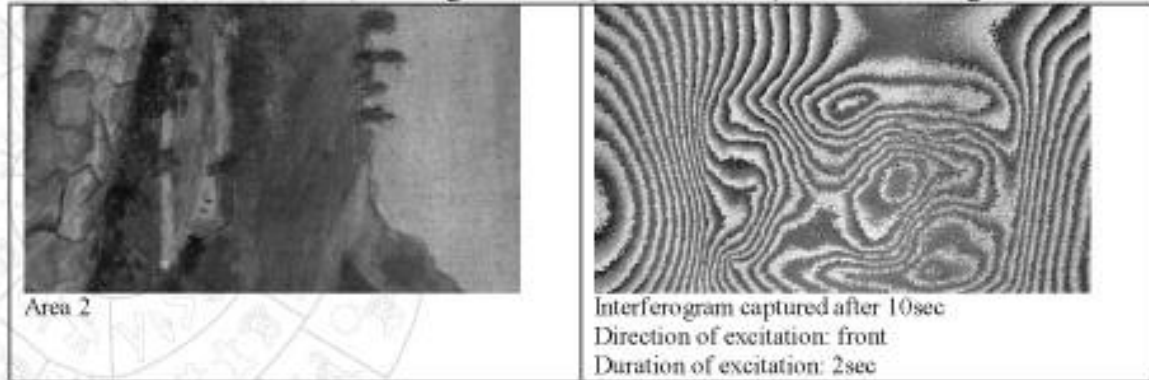 Area 2
Interferogram captured after 10sec
Direction of excitation: front
Duration of excitation: 2sec